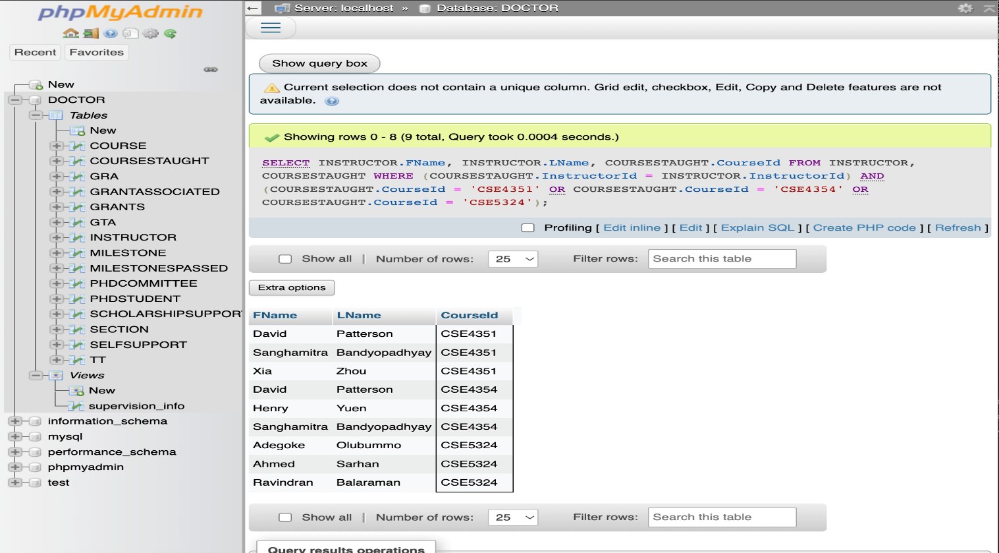 phpMyAdmin
Recent Favorites
New
DOCTOR
Tables
New
COURSE
COURSESTAUGHT
GRA
GRANTASSOCIATED
GRANTS
GTA
INSTRUCTOR
MILESTONE
MILESTONESPASSED
PHDCOMMITTEE
PHDSTUDENT
SCHOLARSHIPSUPPOR
SECTION
SELFSUPPORT
TT
Views
New
supervision_info
information_schema
mysql
performance_schema
phpmyadmin
test
Server: localhost » Database: DOCTOR
Show query box
Current selection does not contain a unique column. Grid edit, checkbox, Edit, Copy and Delete features are not
available.
Showing rows 0 - 8 (9 total, Query took 0.0004 seconds.)
SELECT INSTRUCTOR.FName, INSTRUCTOR.LName, COURSESTAUGHT.CourseId FROM INSTRUCTOR,
COURSESTAUGHT WHERE (COURSESTAUGHT.InstructorId = INSTRUCTOR.InstructorId) AND
(COURSESTAUGHT.CourseId = 'CSE4351' OR COURSESTAUGHT.CourseId = 'CSE4354' OR
COURSESTAUGHT.CourseId = 'CSE5324');
Profiling [ Edit inline ] [ Edit ] [ Explain SQL ] [ Create PHP code ] [ Refresh ]
Show all | Number of rows: 25 Filter rows: Search this table
Extra options
FName LName CourseId
David Patterson CSE4351
Sanghamitra Bandyopadhyay CSE4351
Xia Zhou CSE4351
David Patterson CSE4354
Henry Yuen CSE4354
Sanghamitra Bandyopadhyay CSE4354
Adegoke Olubummo CSE5324
Ahmed Sarhan CSE5324
Ravindran Balaraman CSE5324
Show all | Number of rows: 25 Filter rows: Search this table
Query results operations